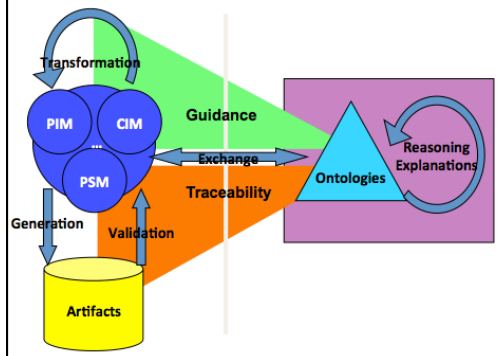 Transformation
PIM
CIM
...
PSM
Guidance
Exchange
Traceability
Ontologies
Reasoning
Explanations
Generation
Validation
Artifacts